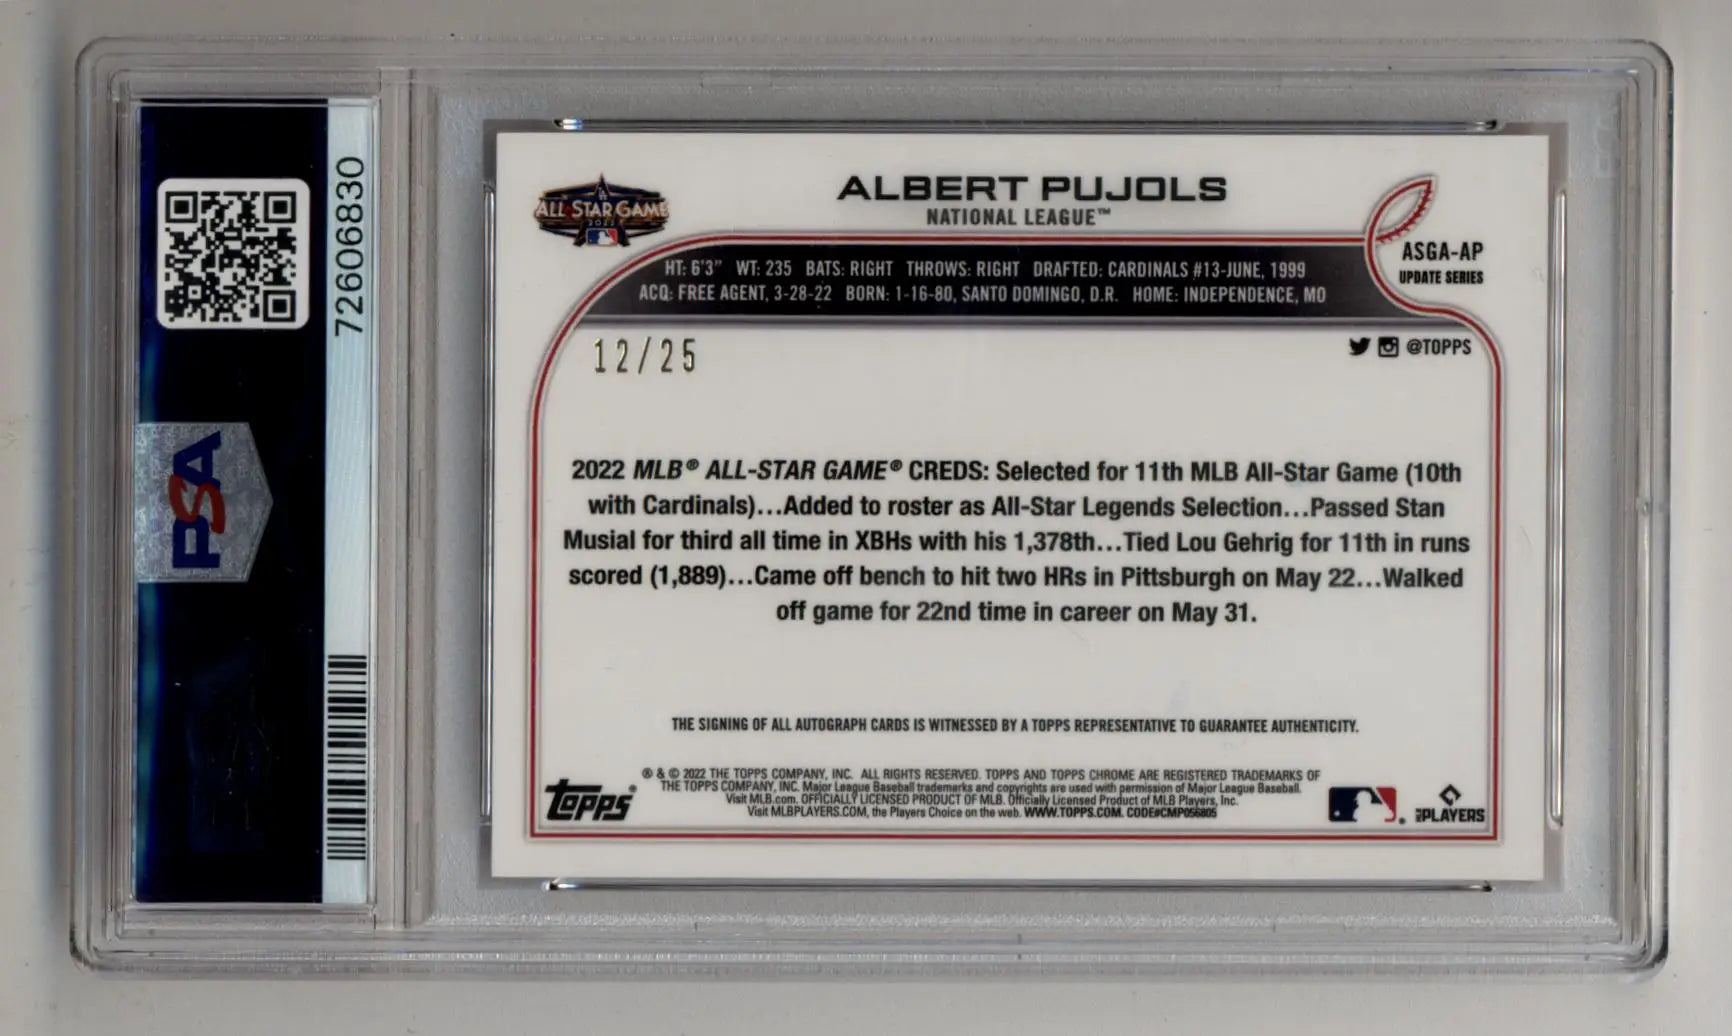 72606830
PSA
ALL STAR GAME
2022
ALBERT PUJOLS
NATIONAL LEAGUE™
ASGA-AP
UPDATE SERIES
HT: 6'3" WT: 235 BATS: RIGHT THROWS: RIGHT DRAFTED: CARDINALS #13-JUNE, 1999
ACQ: FREE AGENT, 3-28-22 BORN: 1-16-80, SANTO DOMINGO, D.R. HOME: INDEPENDENCE, MO
12/25
@TOPPS
2022 MLB® ALL-STAR GAME® CREDS: Selected for 11th MLB All-Star Game (10th
with Cardinals)...Added to roster as All-Star Legends Selection...Passed Stan
Musial for third all time in XBHs with his 1,378th...Tied Lou Gehrig for 11th in runs
scored (1,889)...Came off bench to hit two HRs in Pittsburgh on May 22...Walked
off game for 22nd time in career on May 31.
THE SIGNING OF ALL AUTOGRAPH CARDS IS WITNESSED BY A TOPPS REPRESENTATIVE TO GUARANTEE AUTHENTICITY.
topps®
® & © 2022 THE TOPPS COMPANY, INC. ALL RIGHTS RESERVED. TOPPS AND TOPPS CHROME ARE REGISTERED TRADEMARKS OF
THE TOPPS COMPANY, INC. Major League Baseball trademarks and copyrights are used with permission of Major League Baseball.
Visit MLB.com. OFFICIALLY LICENSED PRODUCT OF MLB. Officially Licensed Product of MLB Players, Inc.
Visit MLBPLAYERS.COM, the Players Choice on the web. WWW.TOPPS.COM. CODE#CMP056805
MLB PLAYERS